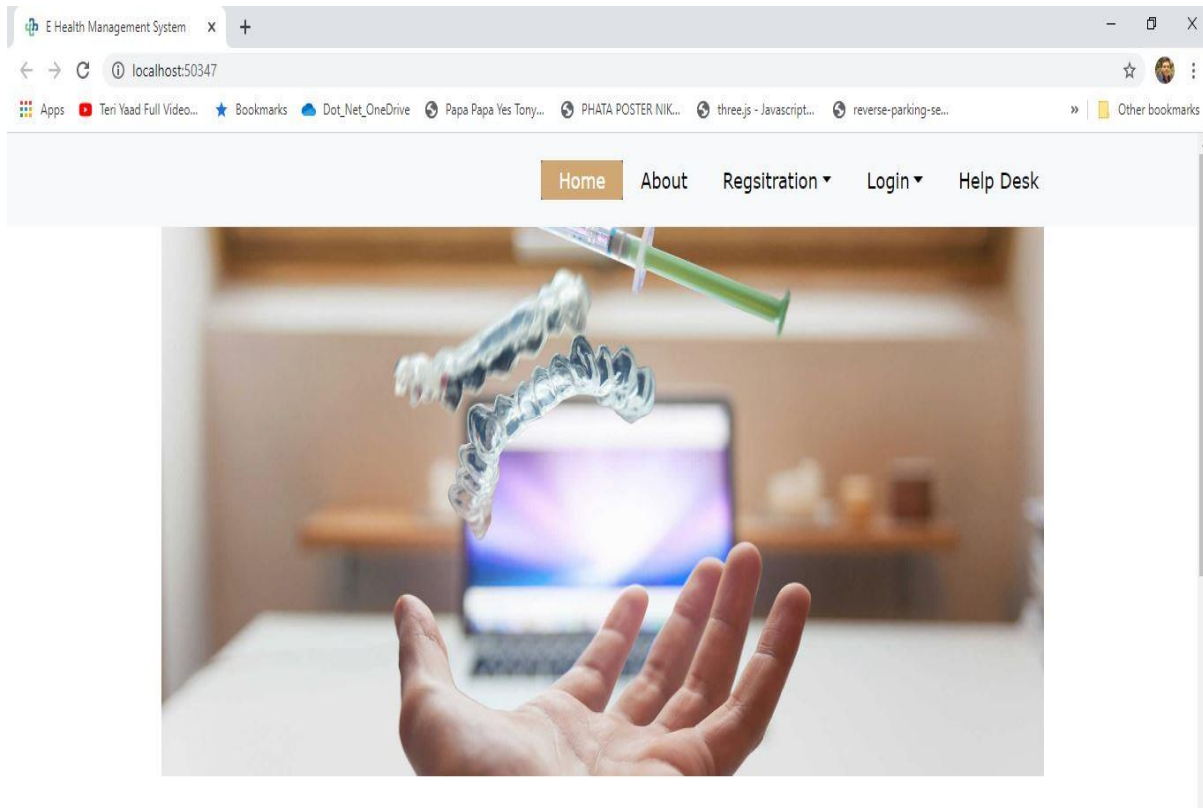 E Health Management System
localhost:50347
Apps Teri Yaad Full Video... Bookmarks Dot_Net_OneDrive Papa Papa Yes Tony... PHATA POSTER NIK... three.js - Javascript... reverse-parking-se... » Other bookmarks
Home About Regsitration Login Help Desk